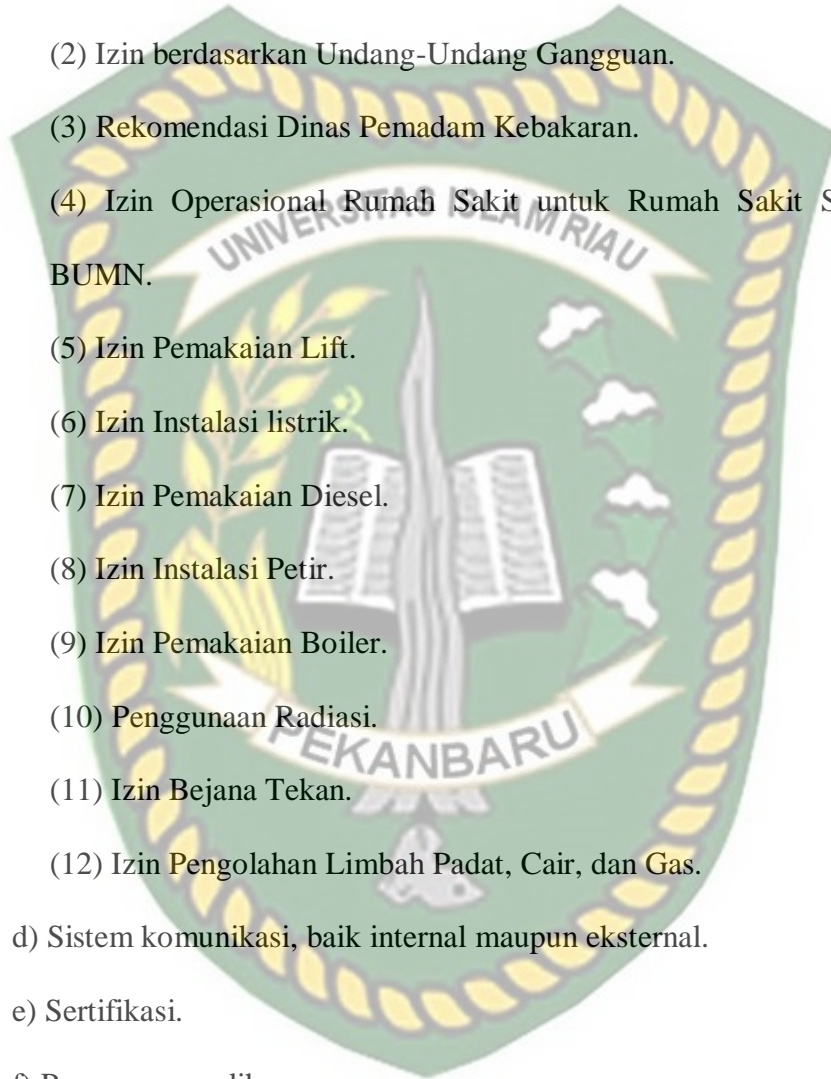 (2) Izin berdasarkan Undang-Undang Gangguan.
(3) Rekomendasi Dinas Pemadam Kebakaran.
(4) Izin Operasional Rumah Sakit untuk Rumah Sakit
UNIVERSITAS ISLAM RIAU
BUMN.
(5) Izin Pemakaian Lift.
(6) Izin Instalasi listrik.
(7) Izin Pemakaian Diesel.
(8) Izin Instalasi Petir.
(9) Izin Pemakaian Boiler.
(10) Penggunaan Radiasi.
PEKANBARU
(11) Izin Bejana Tekan.
(12) Izin Pengolahan Limbah Padat, Cair, dan Gas.
d) Sistem komunikasi, baik internal maupun eksternal.
e) Sertifikasi.